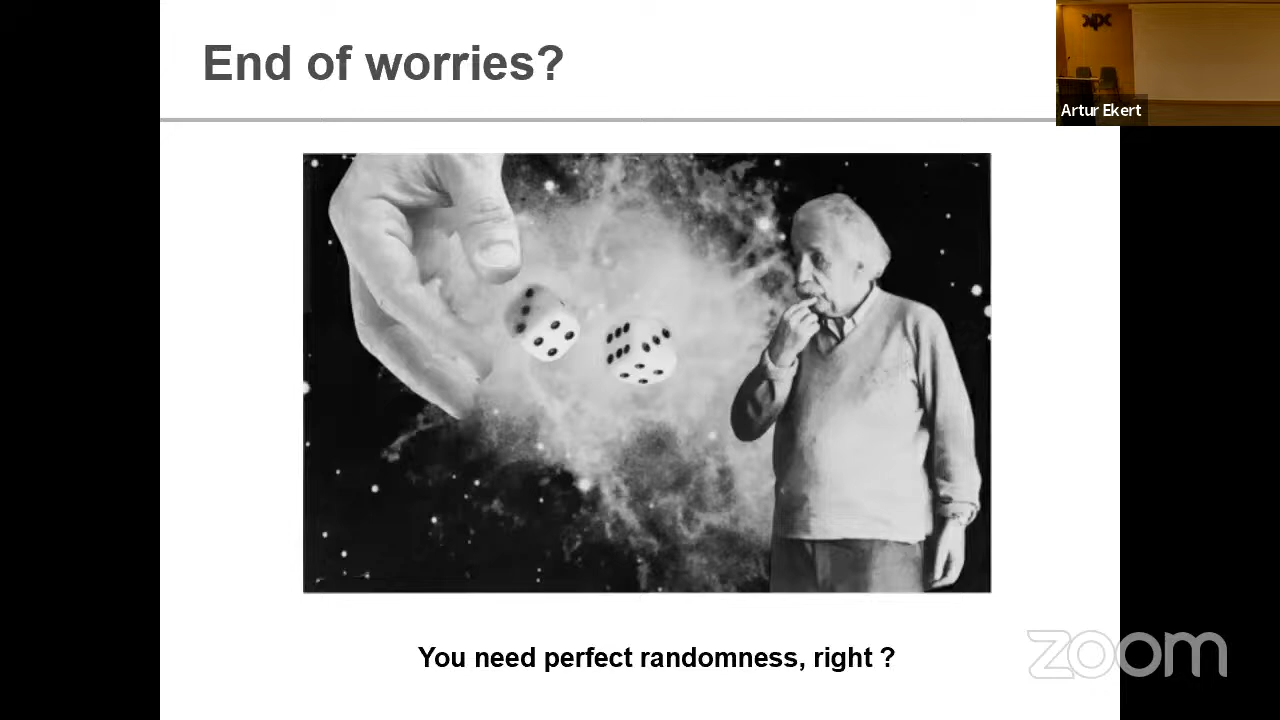 End of worries?
Artur Ekert
You need perfect randomness, right ?
zoom